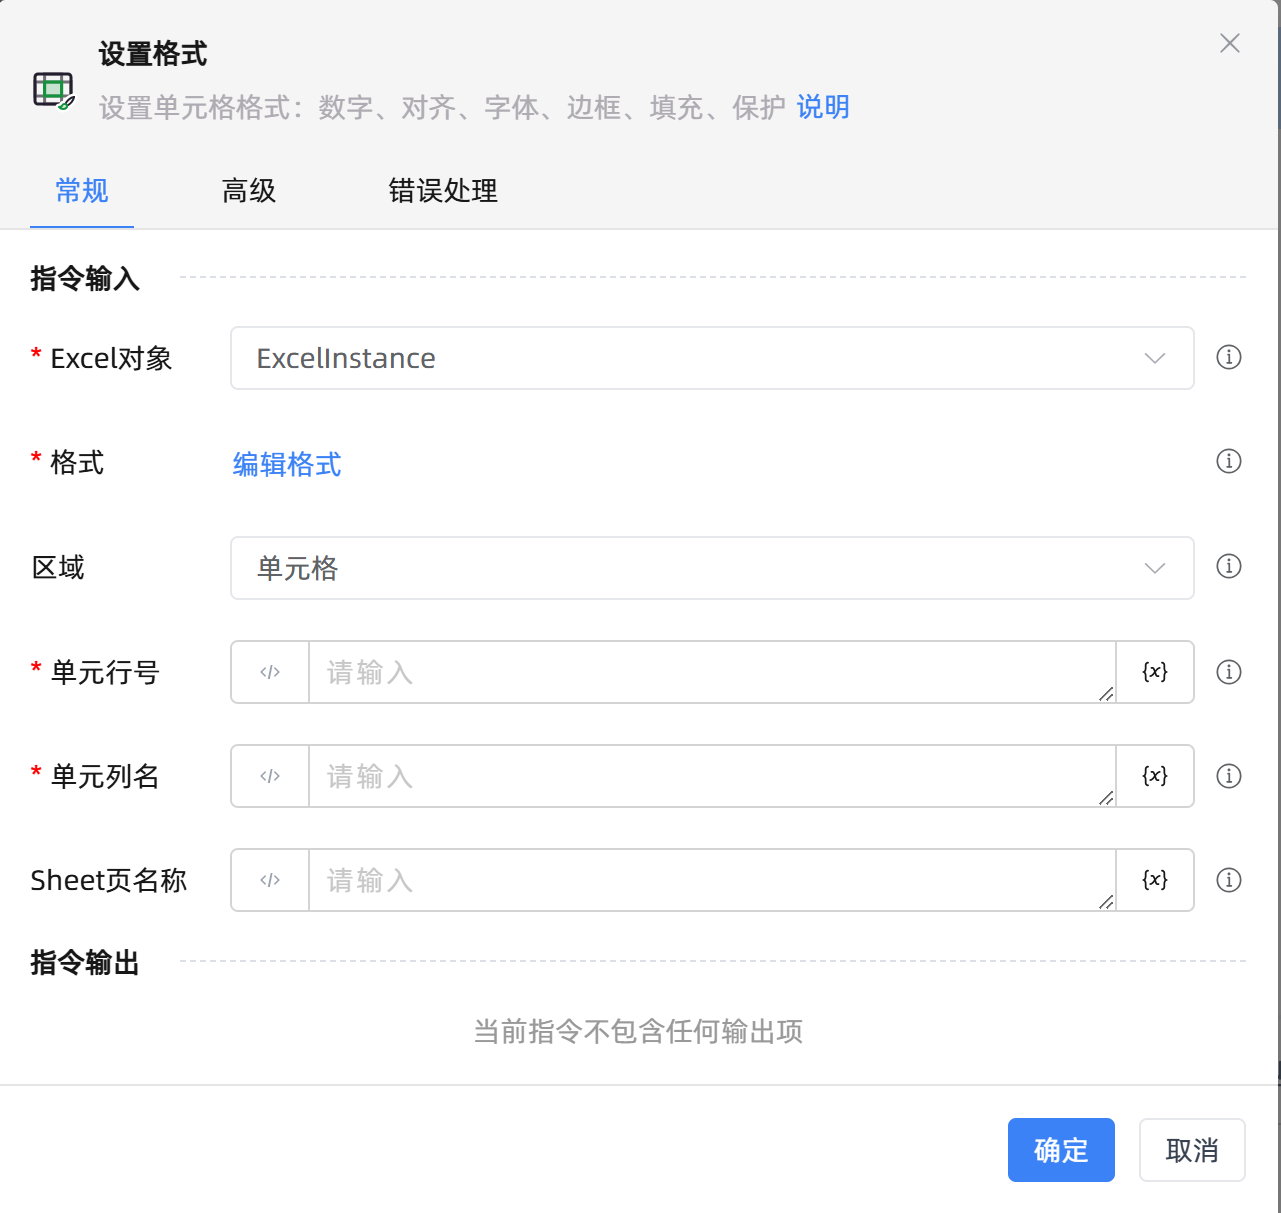 设置格式
设置单元格格式：数字、对齐、字体、边框、填充、保护 说明
常规 高级 错误处理
指令输入
* Excel对象 ExcelInstance
* 格式 编辑格式
区域 单元格
* 单元行号 </> 请输入 {x}
* 单元列名 </> 请输入 {x}
Sheet页名称 </> 请输入 {x}
指令输出
当前指令不包含任何输出项
确定 取消